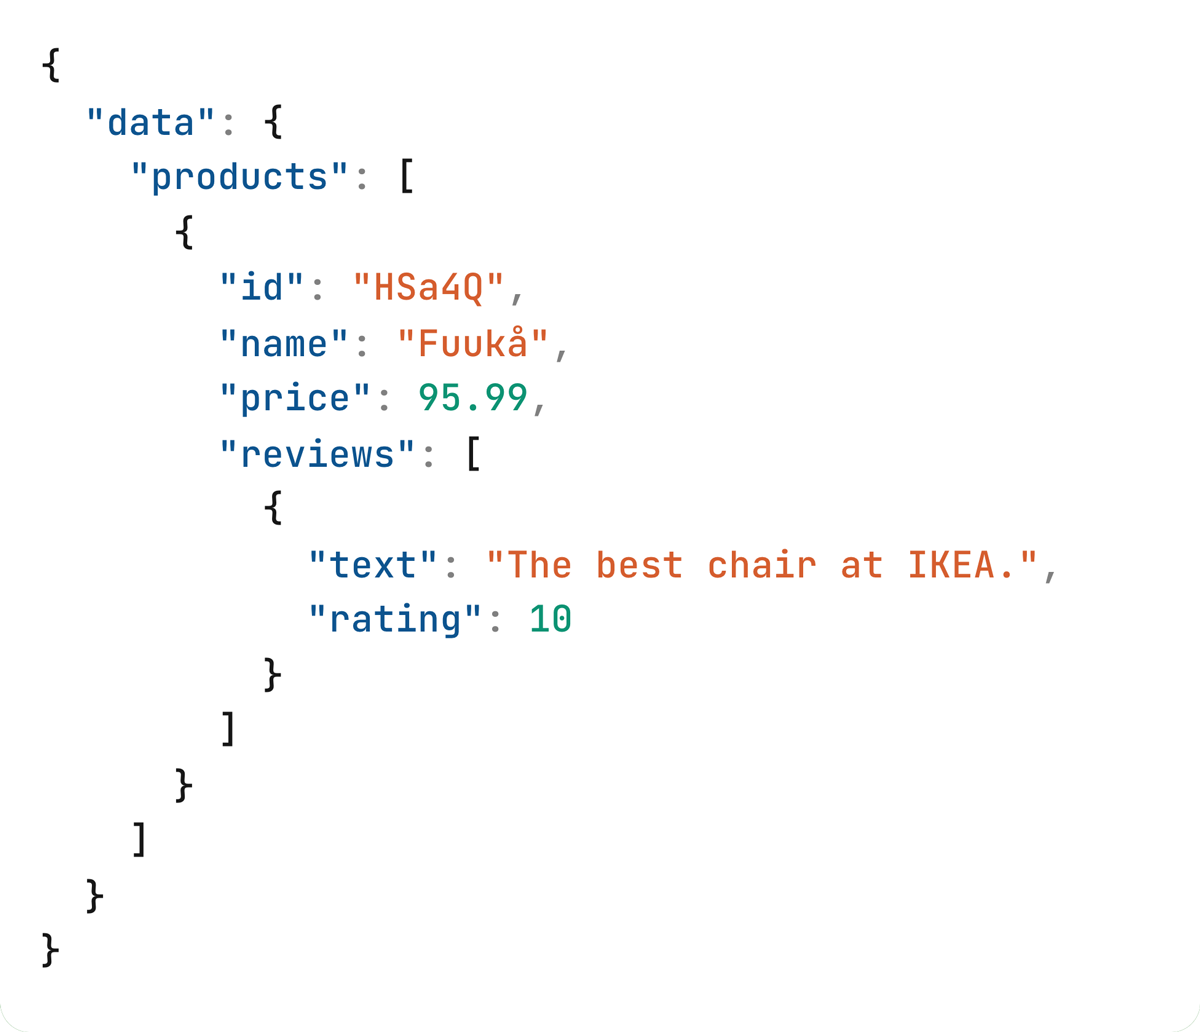 {
  "data": {
    "products": [
      {
        "id": "HSa4Q",
        "name": "Fuukå",
        "price": 95.99,
        "reviews": [
          {
            "text": "The best chair at IKEA.",
            "rating": 10
          }
        ]
      }
    ]
  }
}